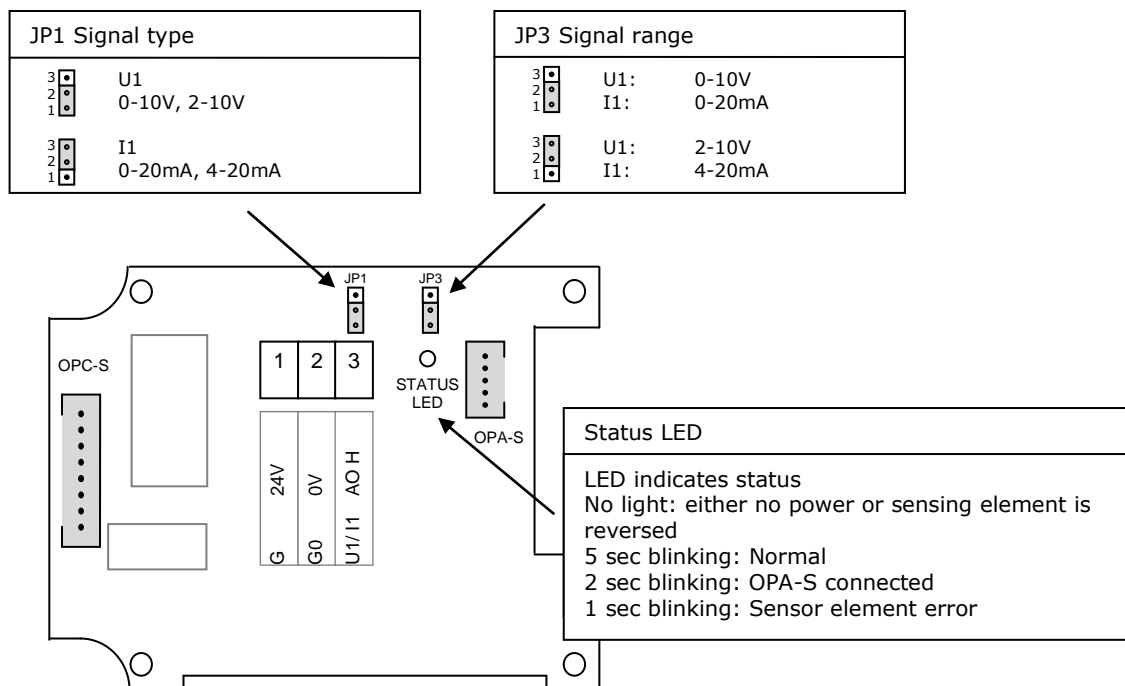 JP1 Signal type
3
2
1
U1
0-10V, 2-10V
3
2
1
I1
0-20mA, 4-20mA
JP3 Signal range
3
2
1
U1: 0-10V
I1: 0-20mA
3
2
1
U1: 2-10V
I1: 4-20mA
JP1
JP3
OPC-S
1 2 3
STATUS
LED
OPA-S
G 24V
G0 0V
U1/ I1 AO H
Status LED
LED indicates status
No light: either no power or sensing element is
reversed
5 sec blinking: Normal
2 sec blinking: OPA-S connected
1 sec blinking: Sensor element error